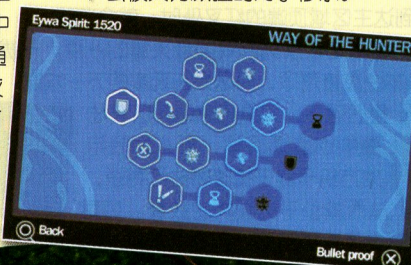 Eywa Spirit: 1520
WAY OF THE HUNTER
Back
Bullet proof